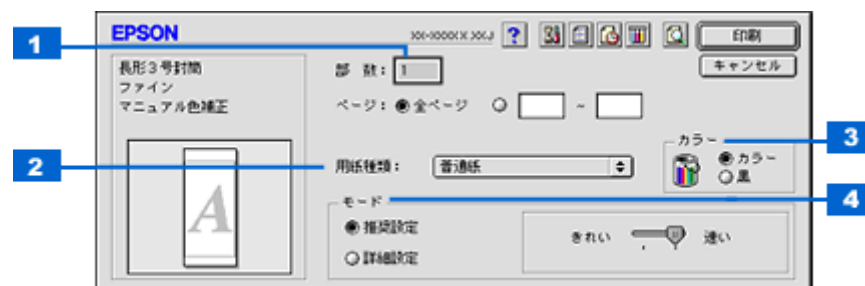 EPSON
XX-XXXXX X.XXJ
?
印刷
キャンセル
長形3号封筒
ファイン
マニュアル色補正
部 数:
1
ページ:
全ページ
~
用紙種類:
普通紙
カラー
カラー
黒
モード
推奨設定
詳細設定
きれい
速い
A
1
2
3
4